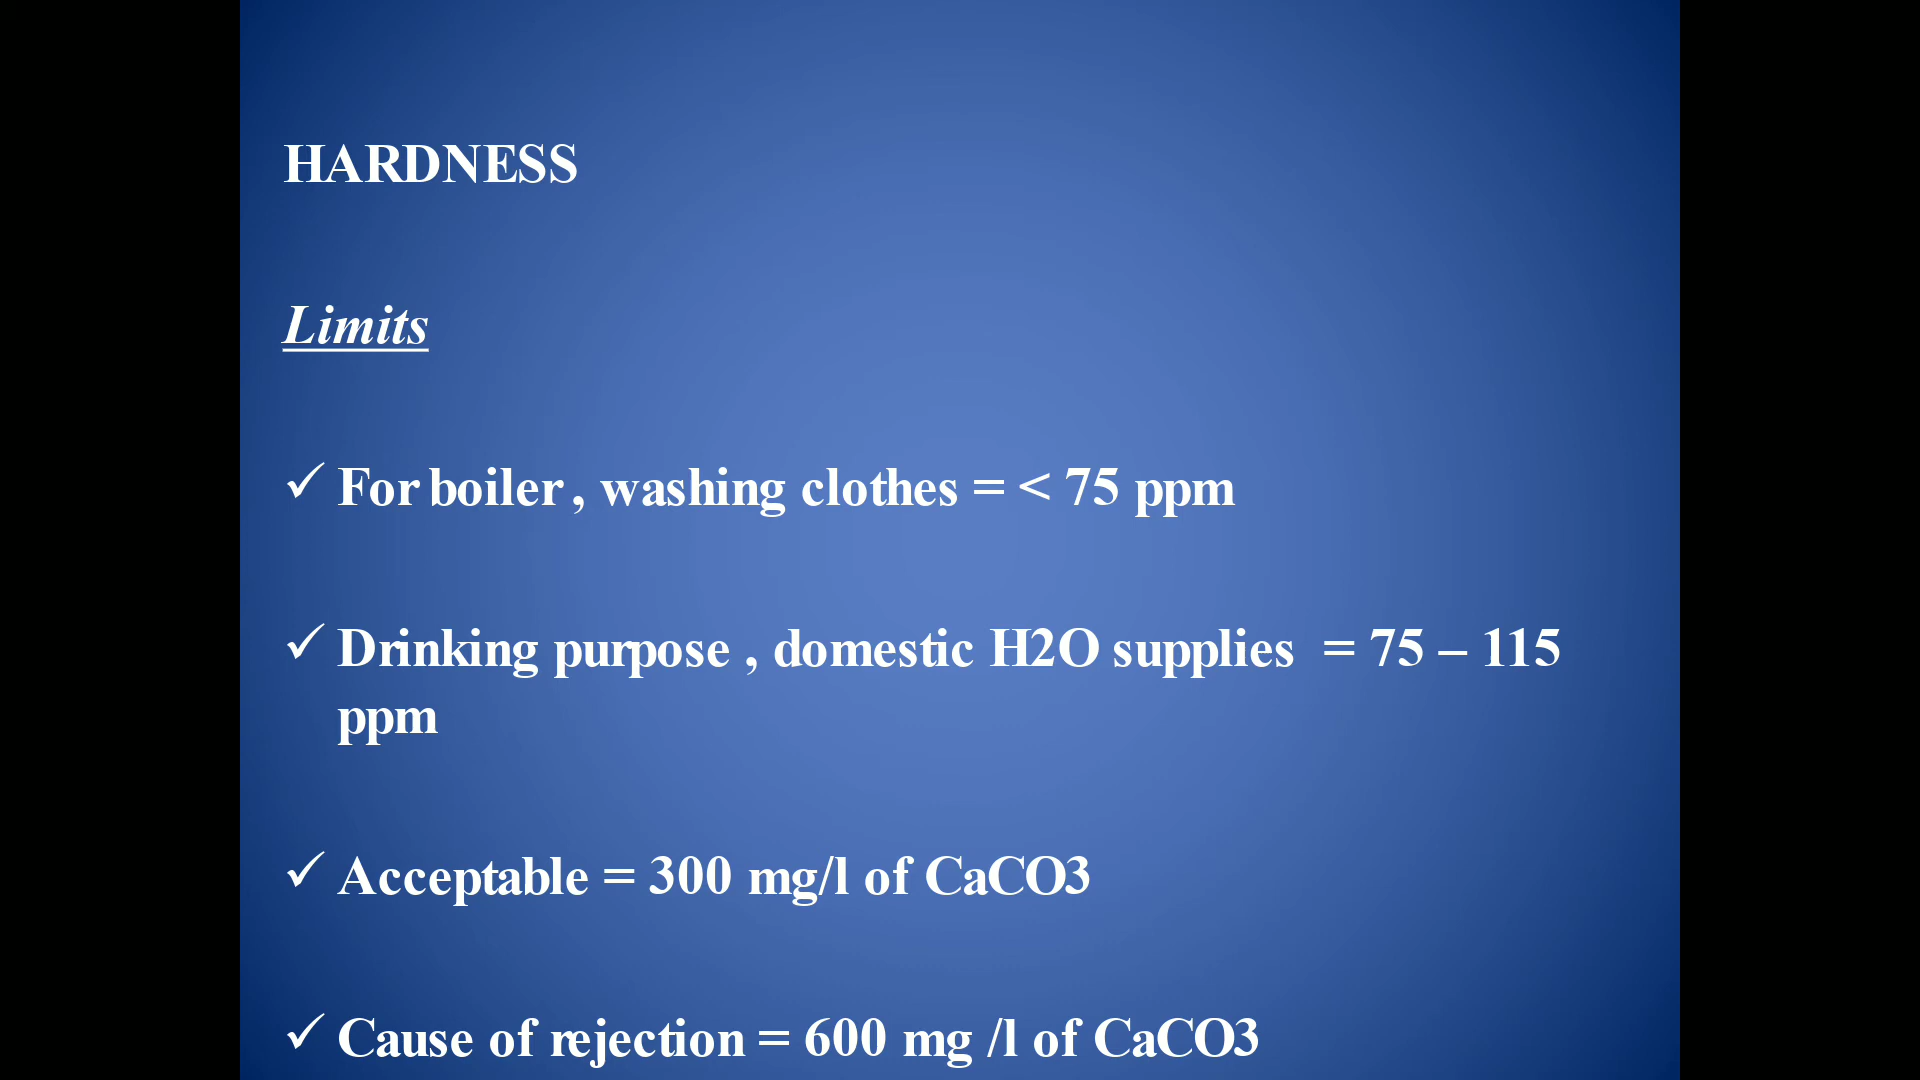 HARDNESS
Limits
✓ For boiler , washing clothes = < 75 ppm
✓ Drinking purpose , domestic H2O supplies  = 75 – 115
ppm
✓ Acceptable = 300 mg/l of CaCO3
✓ Cause of rejection = 600 mg /l of CaCO3